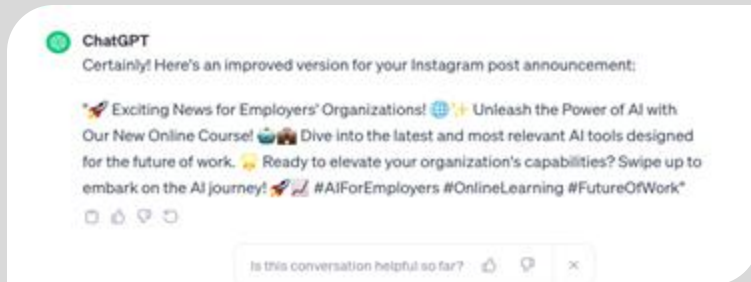 ChatGPT
Certainly! Here's an improved version for your Instagram post announcement:
"🚀 Exciting News for Employers' Organizations! 🌐✨ Unleash the Power of AI with
Our New Online Course! 🤖💼 Dive into the latest and most relevant AI tools designed
for the future of work. 🌟 Ready to elevate your organization's capabilities? Swipe up to
embark on the AI journey! 🚀📈 #AIForEmployers #OnlineLearning #FutureOfWork"
Is this conversation helpful so far?